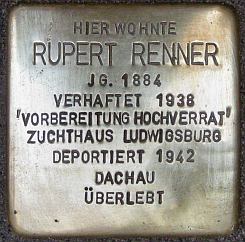 HIER WOHNTE
RUPERT RENNER
JG. 1884
VERHAFTET 1938
"VORBEREITUNG HOCHVERRAT"
ZUCHTHAUS LUDWIGSBURG
DEPORTIERT 1942
DACHAU
ÜBERLEBT